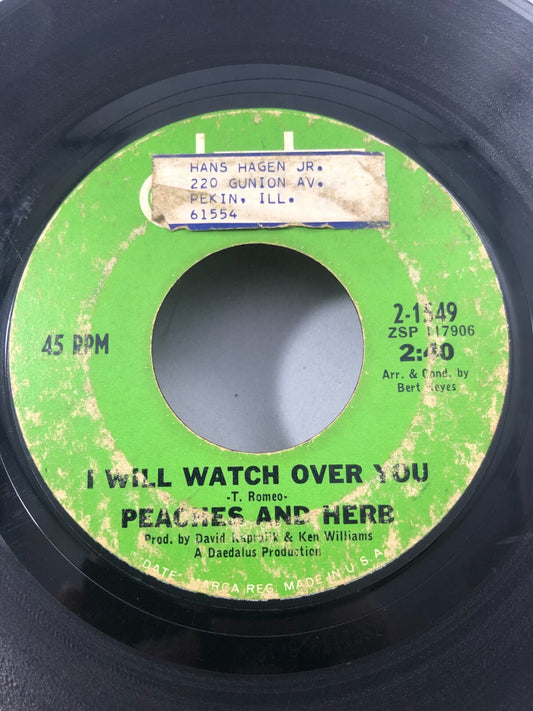 HANS HAGEN JR.
220 GUNION AV.
PEKIN, ILL.
61554
45 RPM
2-1549
ZSP 117906
2:40
Arr. & Cond. by
Bert Keyes
I WILL WATCH OVER YOU
-T. Romeo-
PEACHES AND HERB
Prod. by David Kapralik & Ken Williams
A Daedalus Production
"DATE" MARCA REG. MADE IN U.S.A.